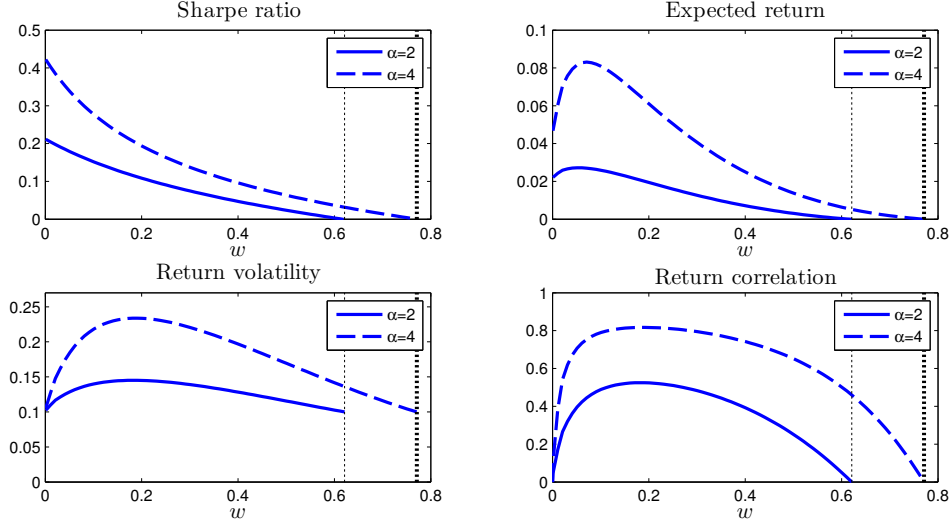 Sharpe ratio
0.5
0.4
0.3
0.2
0.1
0
α=2
α=4
0 0.2 0.4 0.6 0.8
w
Expected return
0.1
0.08
0.06
0.04
0.02
0
α=2
α=4
0 0.2 0.4 0.6 0.8
w
Return volatility
0.25
0.2
0.15
0.1
0.05
0
α=2
α=4
0 0.2 0.4 0.6 0.8
w
Return correlation
1
0.8
0.6
0.4
0.2
0
α=2
α=4
0 0.2 0.4 0.6 0.8
w